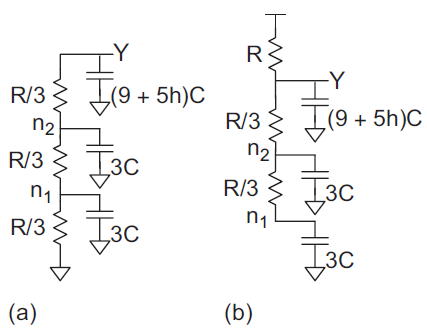 Y
R/3
(9 + 5h)C
n2
3C
R/3
n1
3C
R/3
(a)
R
Y
(9 + 5h)C
R/3
n2
3C
R/3
n1
3C
(b)